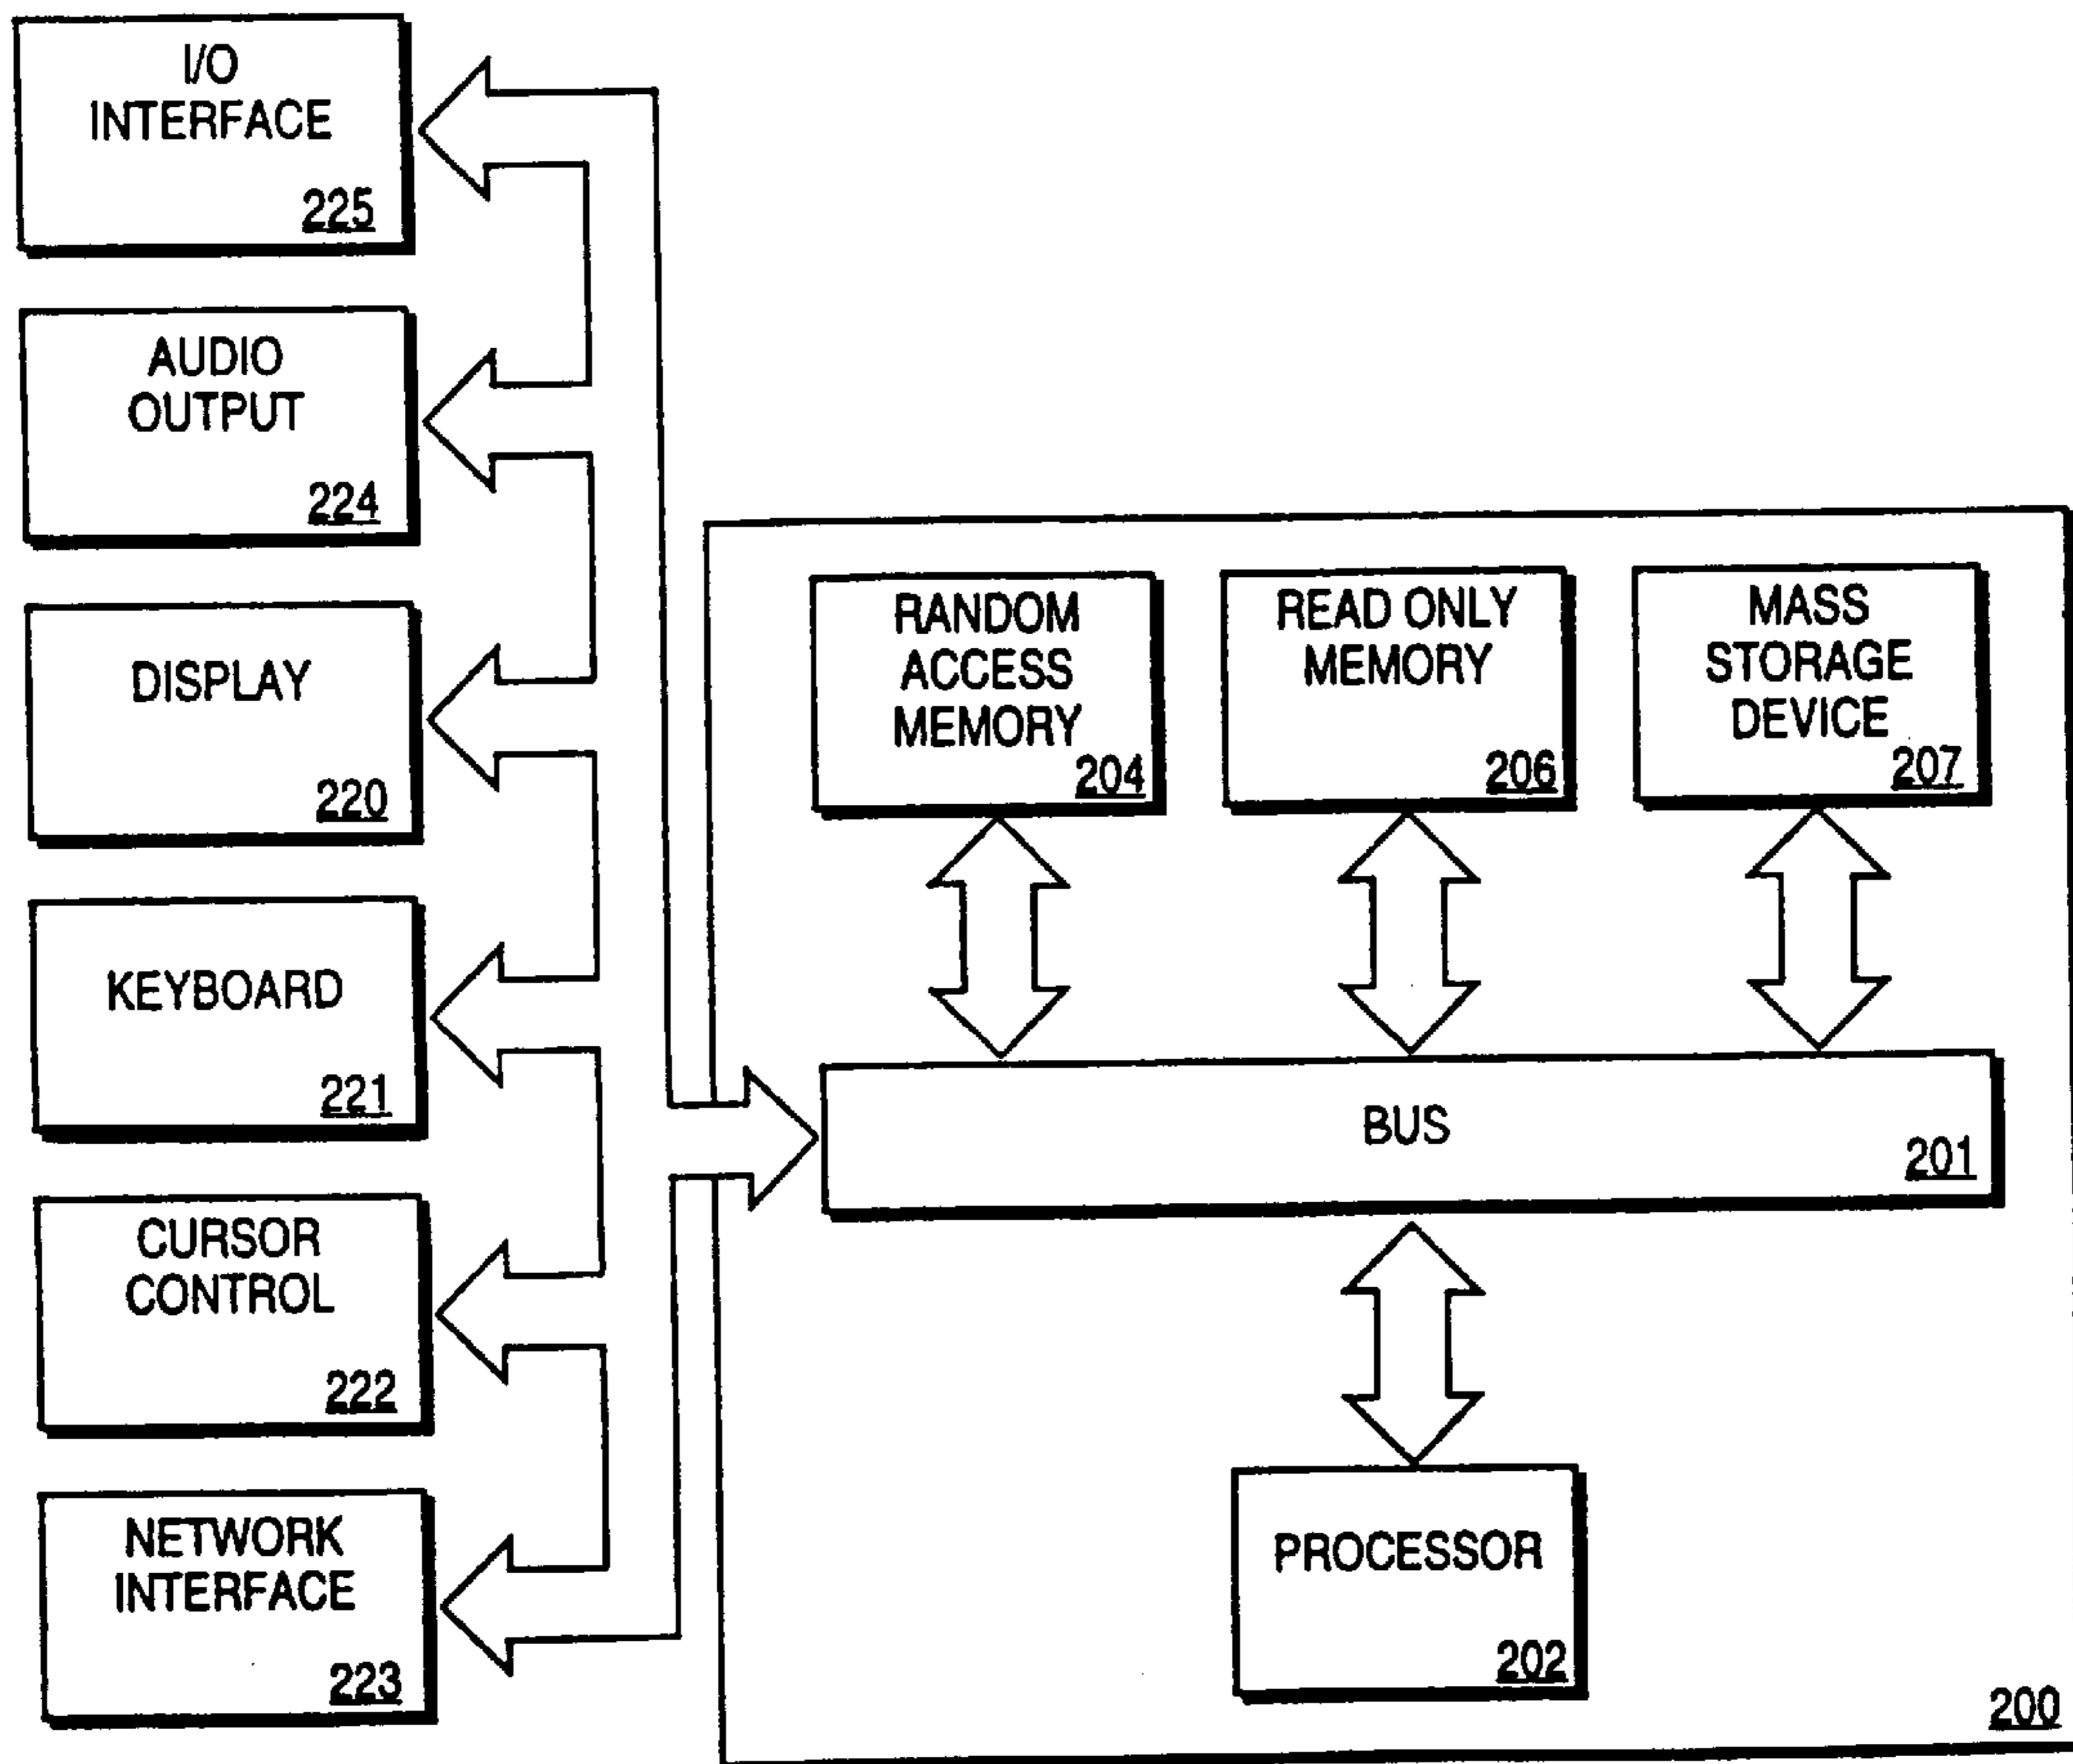 I/O
INTERFACE
225
AUDIO
OUTPUT
224
DISPLAY
220
KEYBOARD
221
CURSOR
CONTROL
222
NETWORK
INTERFACE
223
RANDOM
ACCESS
MEMORY
204
READ ONLY
MEMORY
206
MASS
STORAGE
DEVICE
207
BUS
201
PROCESSOR
202
200